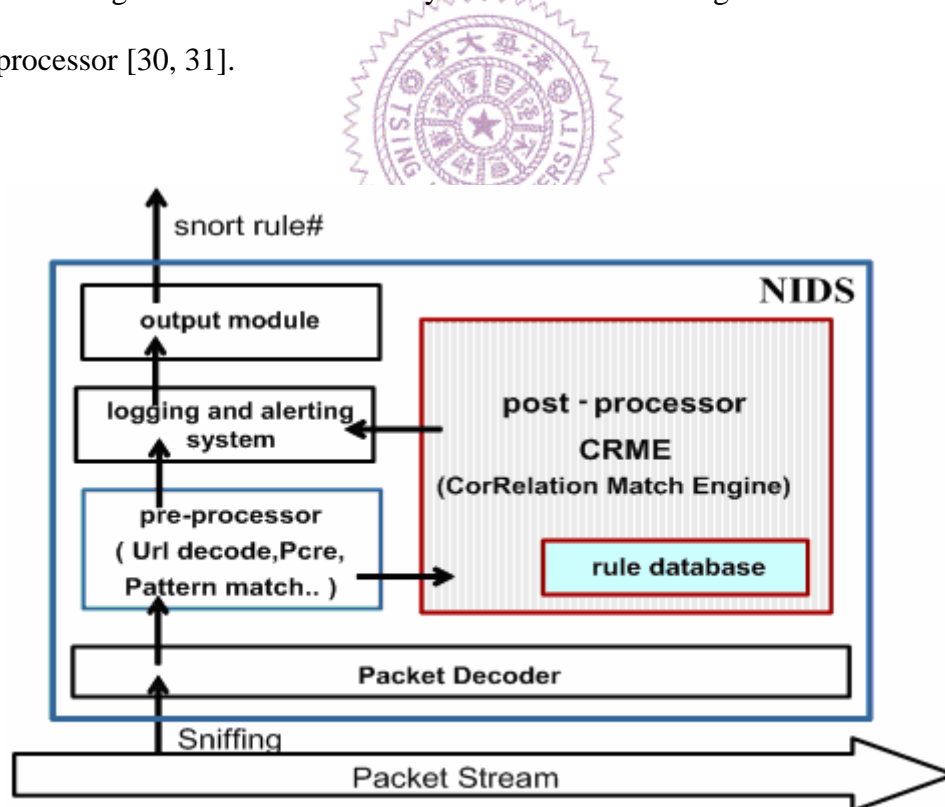 processor [30, 31].
snort rule#
NIDS
output module
logging and alerting
system
post - processor
CRME
(CorRelation Match Engine)
pre-processor
( Url decode,Pcre,
Pattern match.. )
rule database
Packet Decoder
Sniffing
Packet Stream